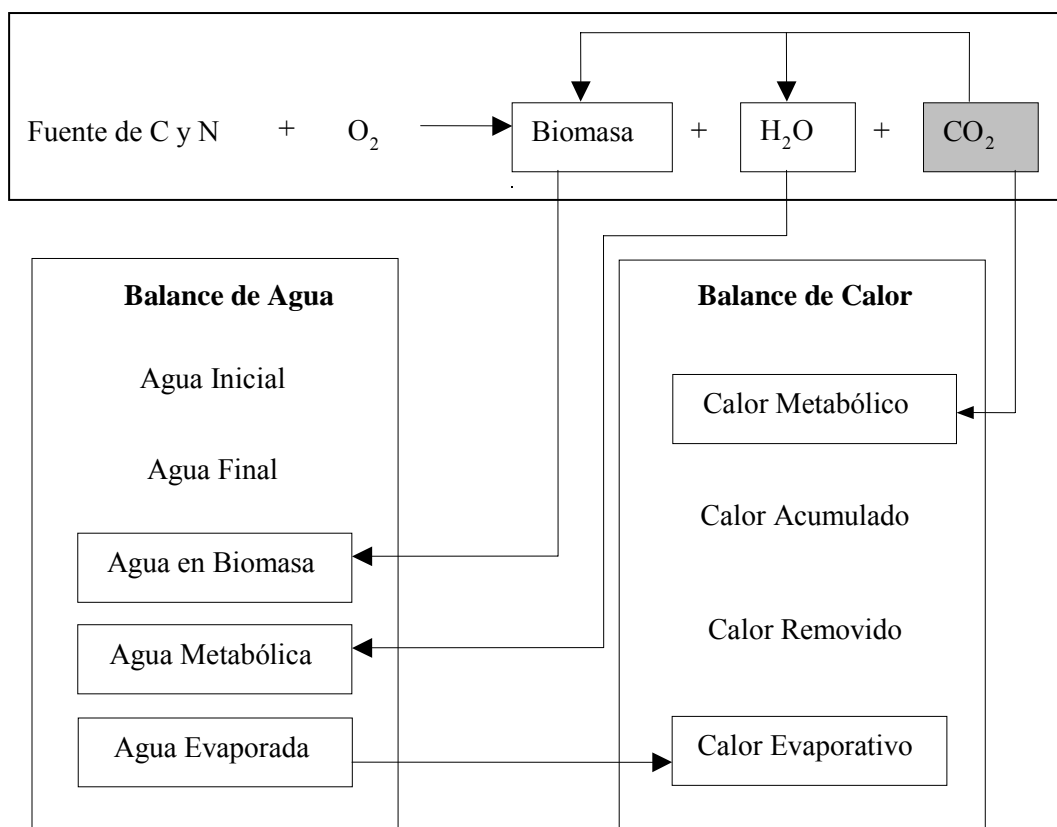 Fuente de C y N + O₂ Biomasa + H₂O + CO₂
Balance de Agua
Agua Inicial
Agua Final
Agua en Biomasa
Agua Metabólica
Agua Evaporada
Balance de Calor
Calor Metabólico
Calor Acumulado
Calor Removido
Calor Evaporativo